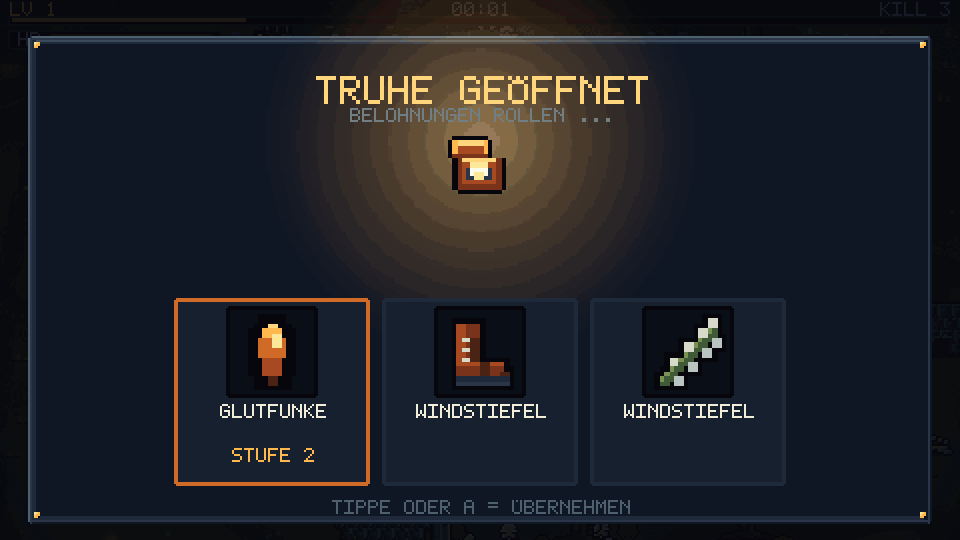 LV 1 00:01 KILL 3
TRUHE GEÖFFNET
BELOHNUNGEN ROLLEN ...
GLUTFUNKE WINDSTIEFEL WINDSTIEFEL
STUFE 2
TIPPE ODER A = ÜBERNEHMEN